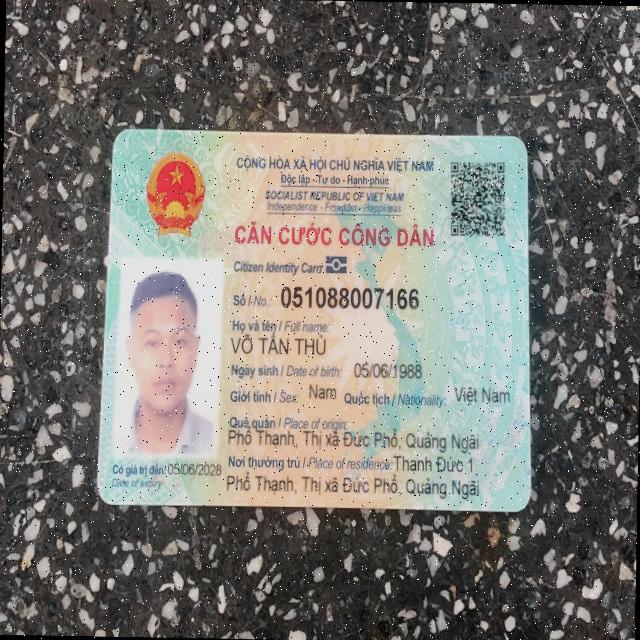 CỘNG HÒA XÃ HỘI CHỦ NGHĨA VIỆT NAM
Độc lập - Tự do - Hạnh phúc
SOCIALIST REPUBLIC OF VIET NAM
Independence - Freedom - Happiness
CĂN CƯỚC CÔNG DÂN
Citizen Identity Card
Số / No.: 051088007166
Họ và tên / Full name:
VÕ TẤN THÙ
Ngày sinh / Date of birth: 05/06/1988
Giới tính / Sex: Nam Quốc tịch / Nationality: Việt Nam
Quê quán / Place of origin:
Phổ Thạnh, Thị xã Đức Phổ, Quảng Ngãi
Nơi thường trú / Place of residence: Thạnh Đức 1
Phổ Thạnh, Thị xã Đức Phổ, Quảng Ngãi
Có giá trị đến: 05/06/2028
Date of expiry